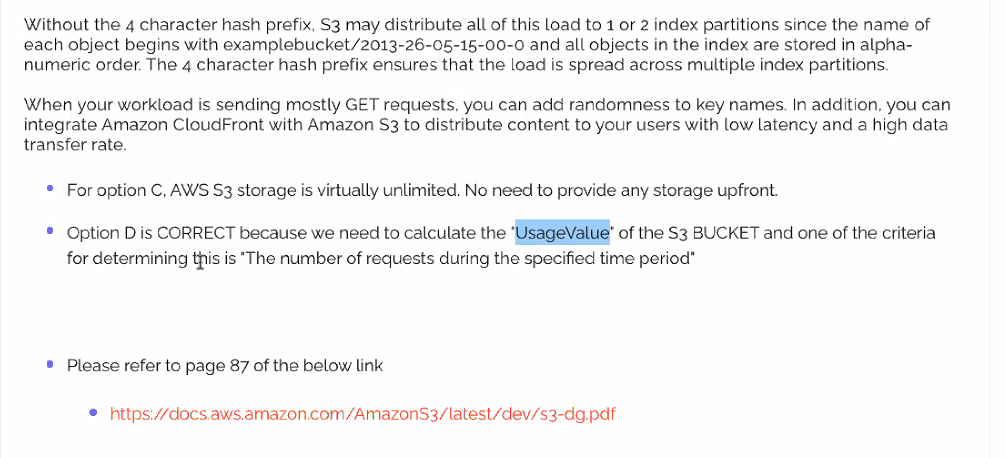 Without the 4 character hash prefix, S3 may distribute all of this load to 1 or 2 index partitions since the name of
each object begins with examplebucket/2013-26-05-15-00-0 and all objects in the index are stored in alpha-
numeric order. The 4 character hash prefix ensures that the load is spread across multiple index partitions.
When your workload is sending mostly GET requests, you can add randomness to key names. In addition, you can
integrate Amazon CloudFront with Amazon S3 to distribute content to your users with low latency and a high data
transfer rate.
For option C, AWS S3 storage is virtually unlimited. No need to provide any storage upfront.
Option D is CORRECT because we need to calculate the "UsageValue" of the S3 BUCKET and one of the criteria
for determining this is "The number of requests during the specified time period"
Please refer to page 87 of the below link
https://docs.aws.amazon.com/AmazonS3/latest/dev/s3-dg.pdf